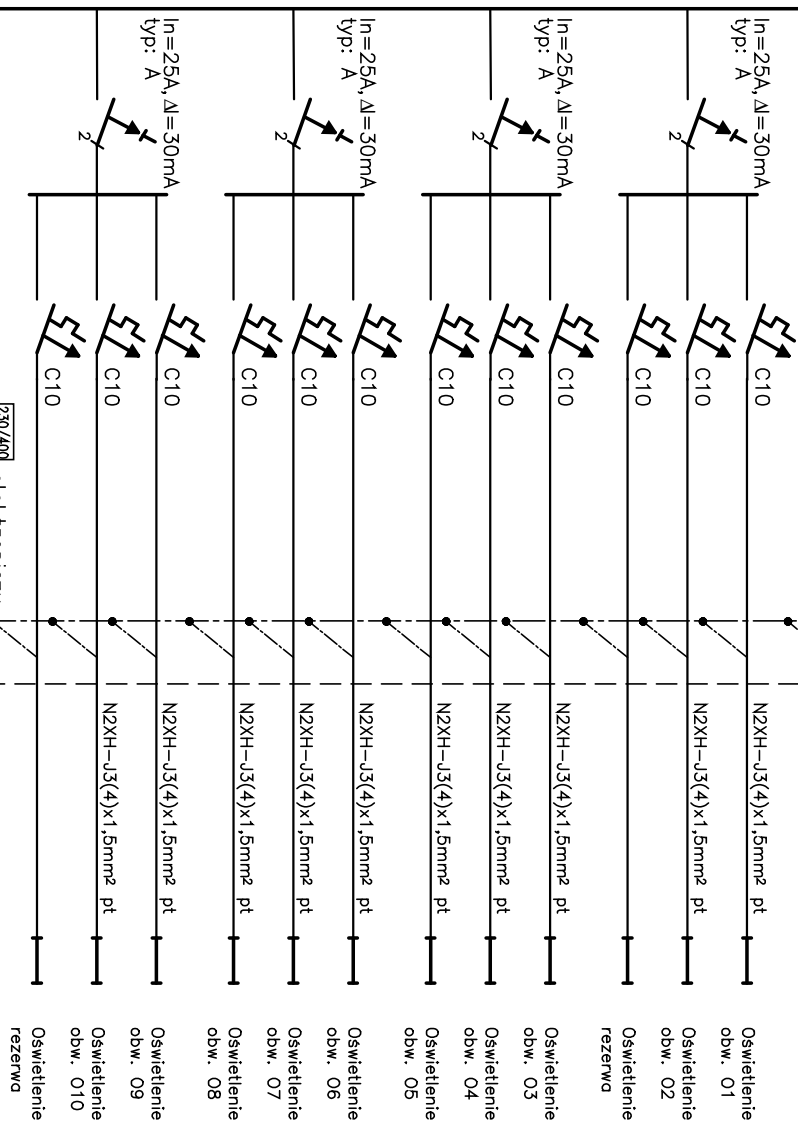 In=25A, ΔI=30mA
typ: A
2
C10
N2XH-J3(4)x1,5mm² pt
Oświetlenie
obw. O1
C10
N2XH-J3(4)x1,5mm² pt
Oświetlenie
obw. O2
C10
Oświetlenie
rezerwa
In=25A, ΔI=30mA
typ: A
2
C10
N2XH-J3(4)x1,5mm² pt
Oświetlenie
obw. O3
C10
N2XH-J3(4)x1,5mm² pt
Oświetlenie
obw. O4
C10
N2XH-J3(4)x1,5mm² pt
Oświetlenie
obw. O5
In=25A, ΔI=30mA
typ: A
2
C10
N2XH-J3(4)x1,5mm² pt
Oświetlenie
obw. O6
C10
N2XH-J3(4)x1,5mm² pt
Oświetlenie
obw. O7
C10
N2XH-J3(4)x1,5mm² pt
Oświetlenie
obw. O8
In=25A, ΔI=30mA
typ: A
2
C10
N2XH-J3(4)x1,5mm² pt
Oświetlenie
obw. O9
C10
N2XH-J3(4)x1,5mm² pt
Oświetlenie
obw. O10
C10
Oświetlenie
rezerwa
230/400